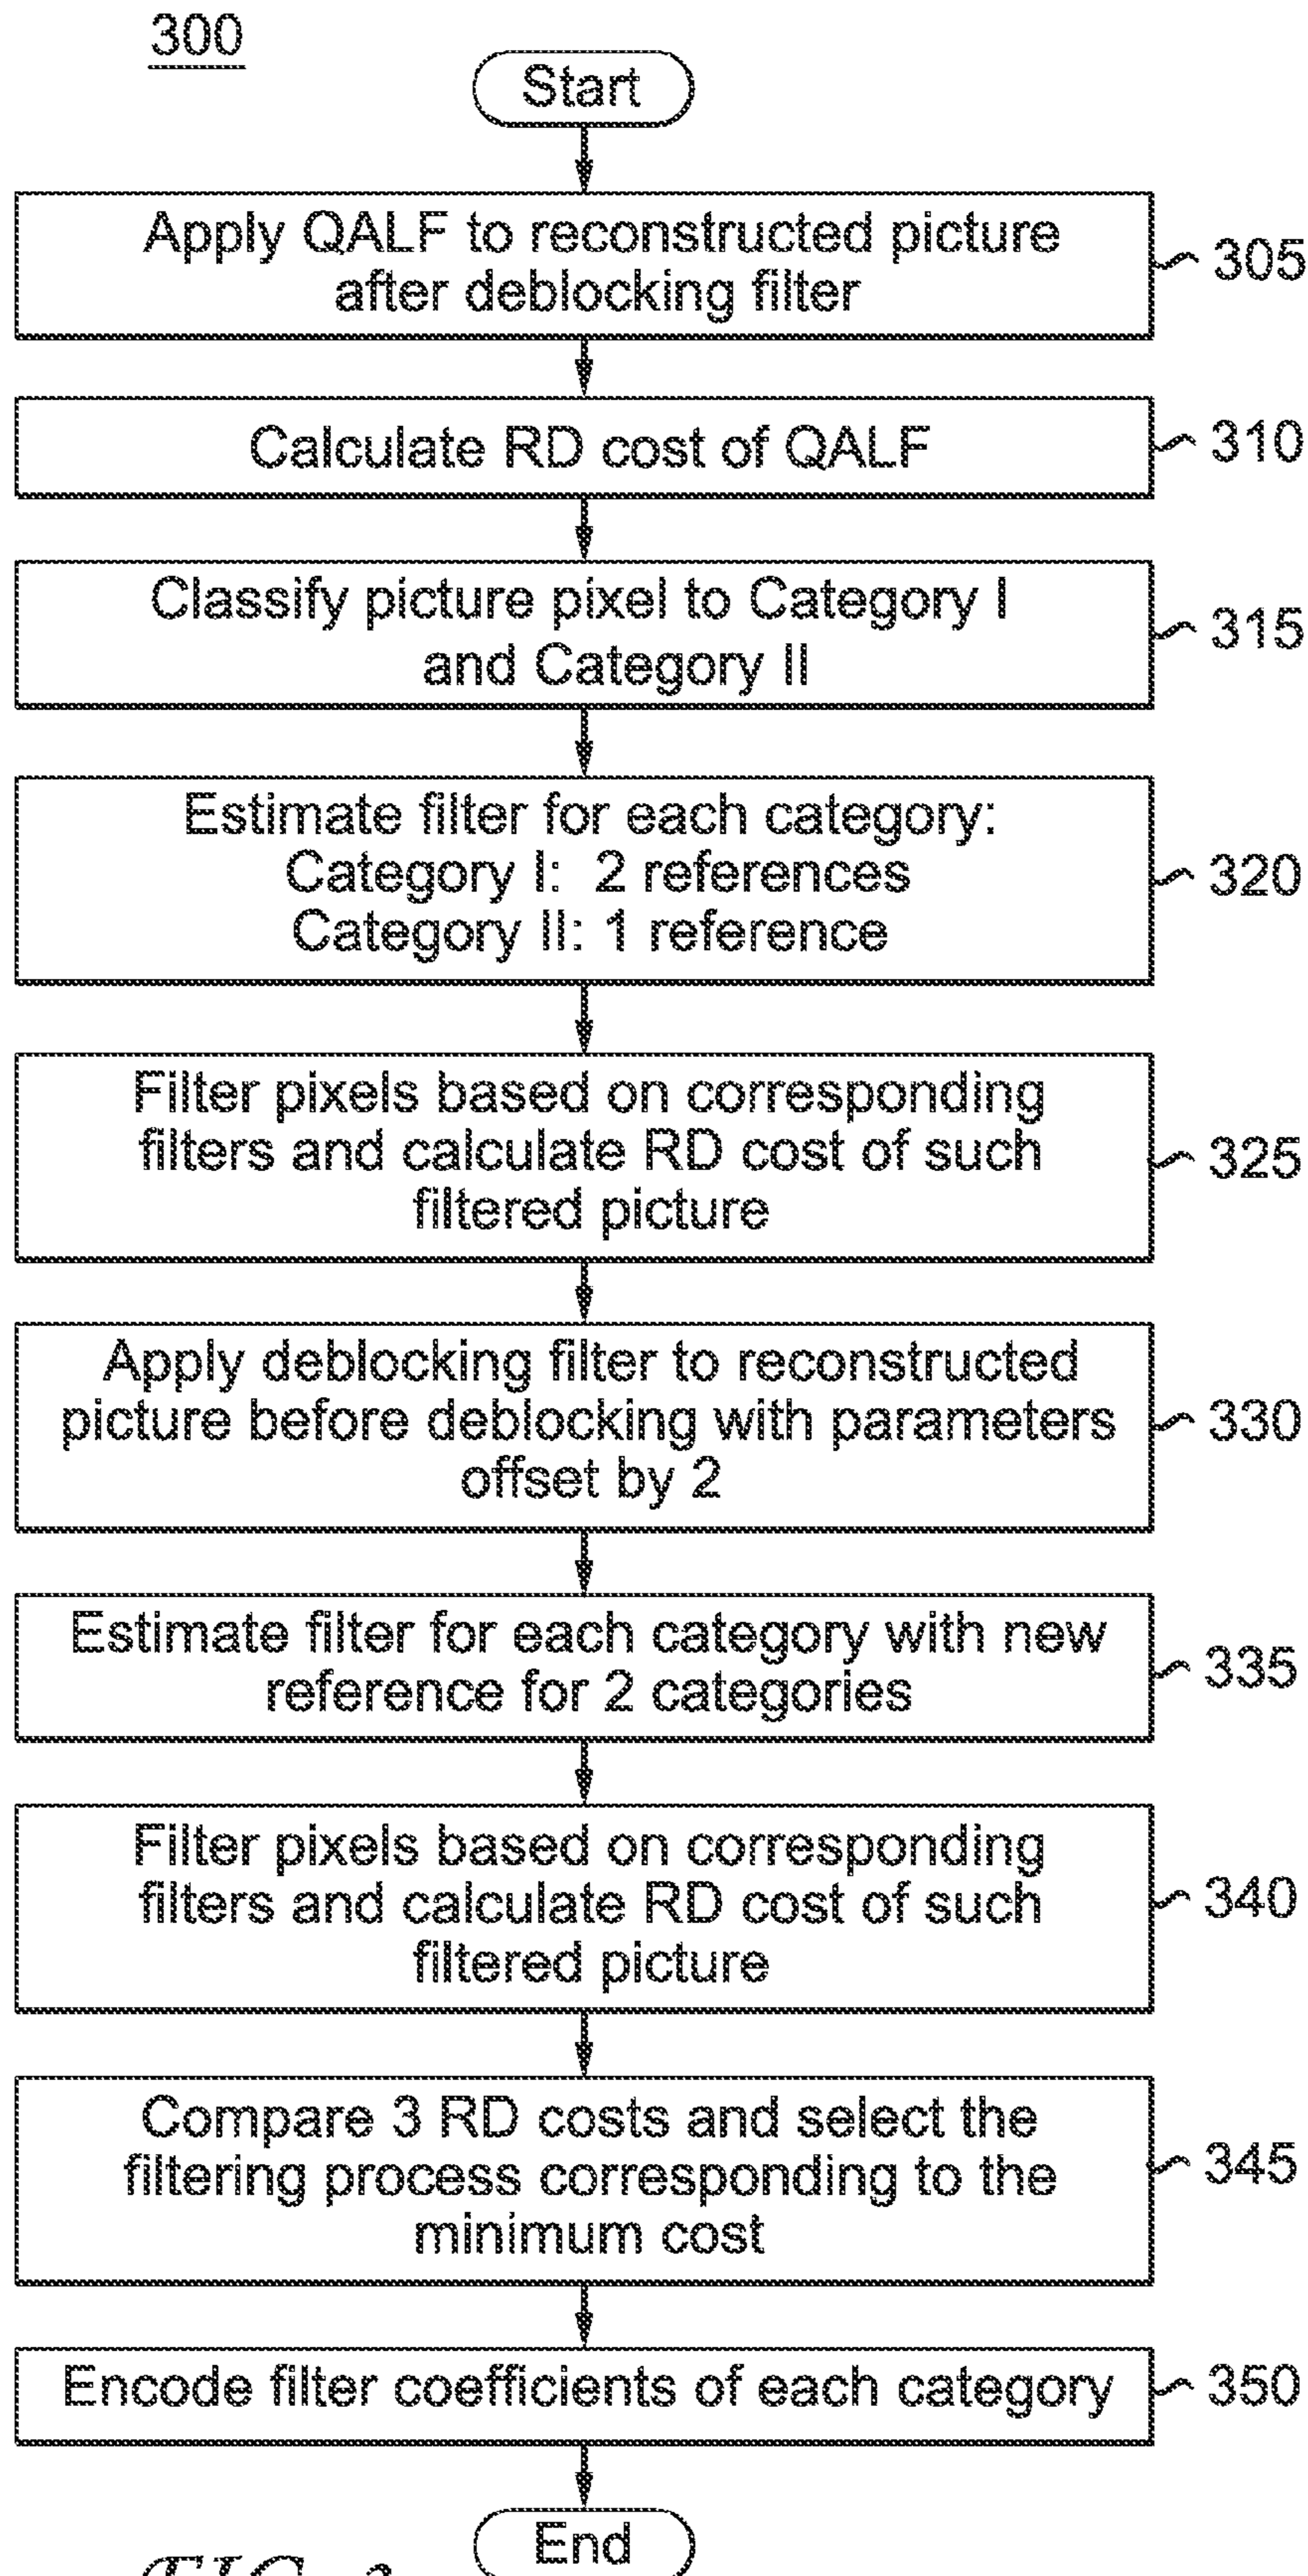 300
Start
Apply QALF to reconstructed picture
after deblocking filter
305
Calculate RD cost of QALF
310
Classify picture pixel to Category I
and Category II
315
Estimate filter for each category:
Category I: 2 references
Category II: 1 reference
320
Filter pixels based on corresponding
filters and calculate RD cost of such
filtered picture
325
Apply deblocking filter to reconstructed
picture before deblocking with parameters
offset by 2
330
Estimate filter for each category with new
reference for 2 categories
335
Filter pixels based on corresponding
filters and calculate RD cost of such
filtered picture
340
Compare 3 RD costs and select the
filtering process corresponding to the
minimum cost
345
Encode filter coefficients of each category
350
End